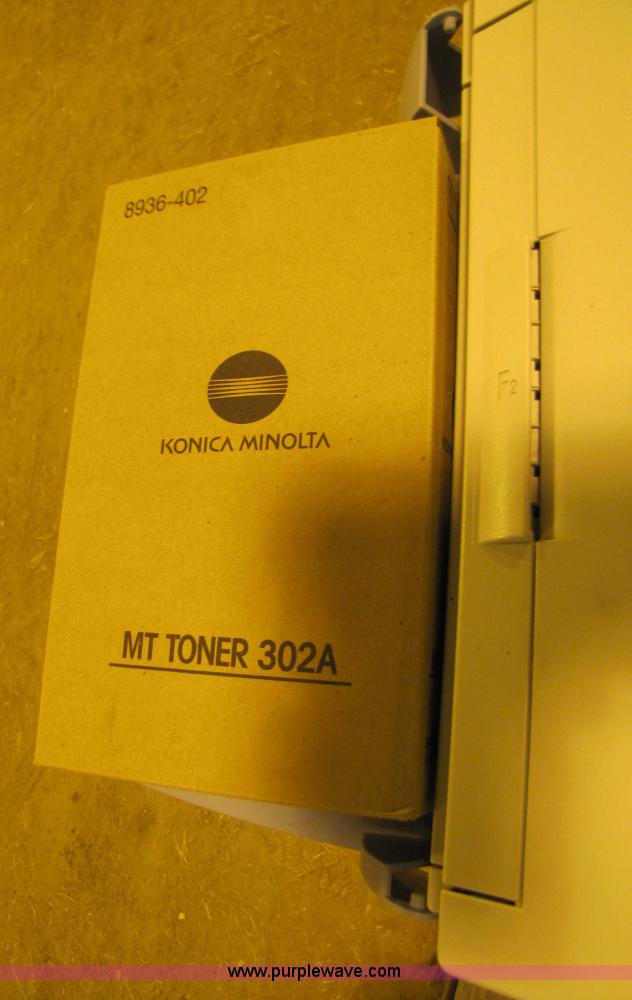 8936-402
KONICA MINOLTA
MT TONER 302A
F2
www.purplewave.com